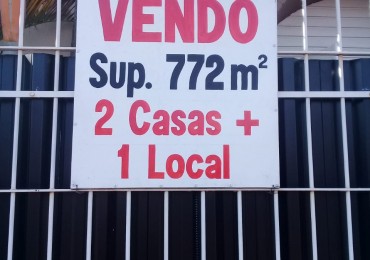 VENDO
Sup. 772 m²
2 Casas +
1 Local